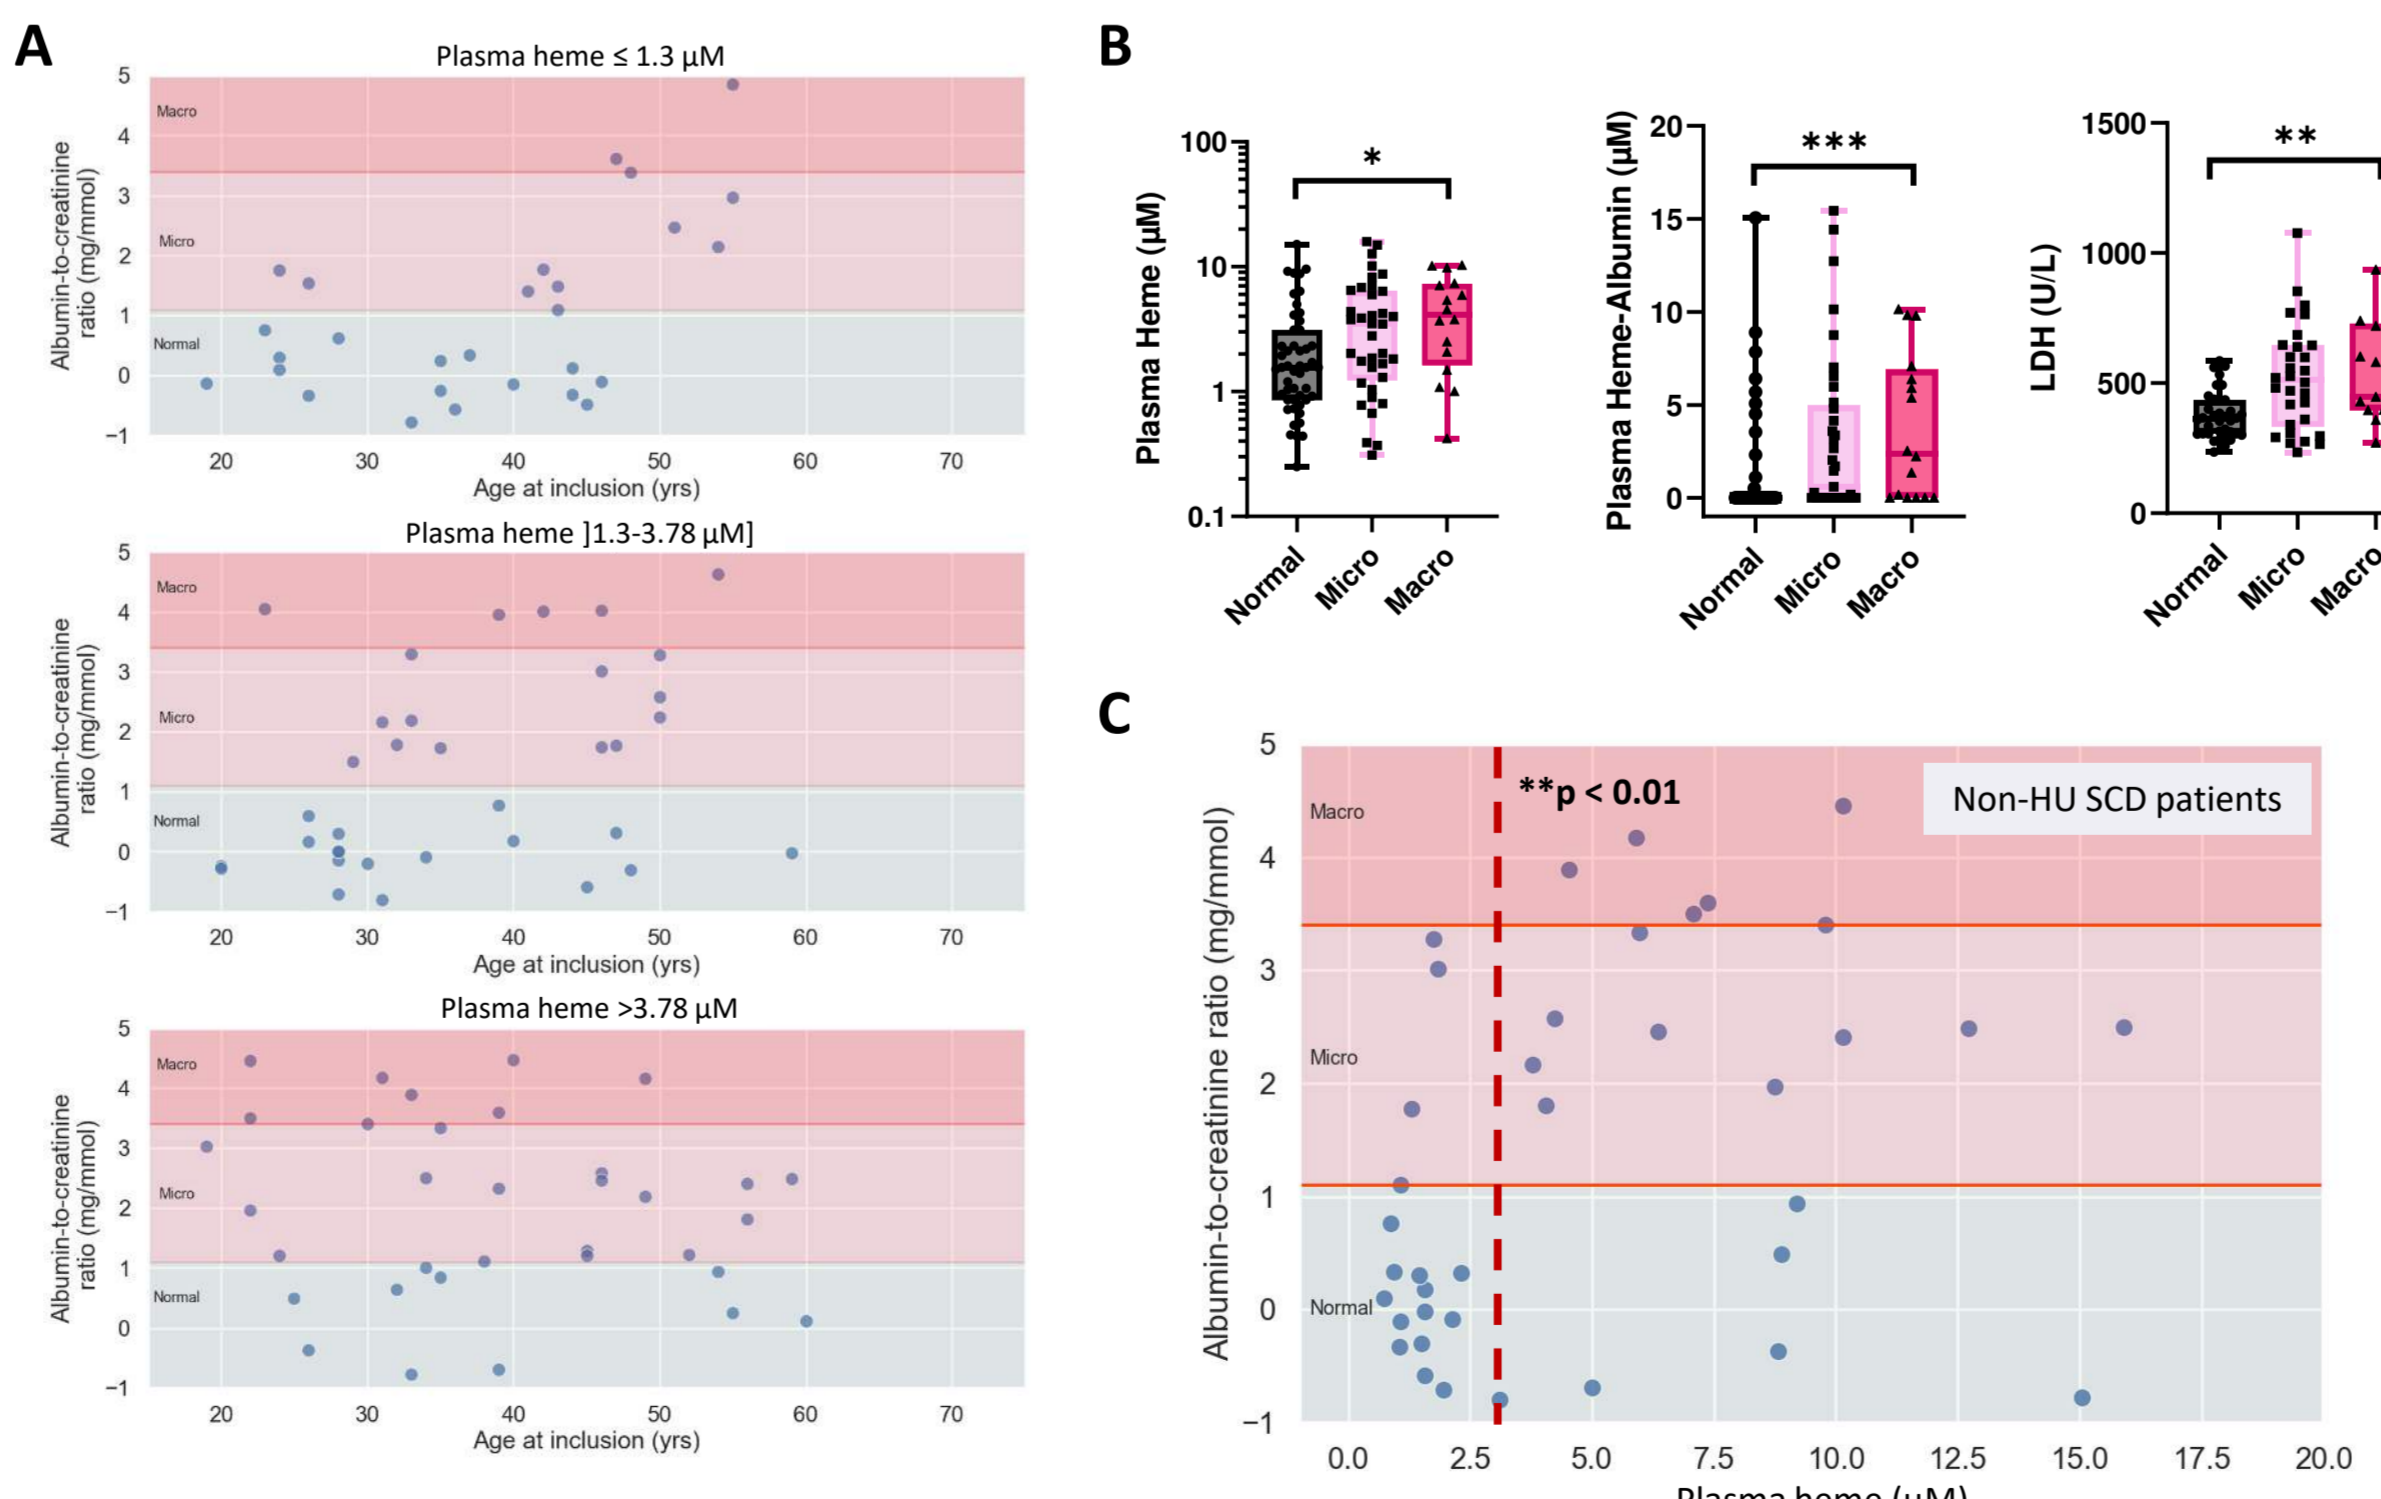 A
Plasma heme ≤ 1.3 µM
5
4
3
2
1
0
−1
Macro
Micro
Normal
Albumin-to-creatinine
ratio (mg/mmol)
20 30 40 50 60 70
Age at inclusion (yrs)
Plasma heme ]1.3-3.78 µM]
5
4
3
2
1
0
−1
Macro
Micro
Normal
Albumin-to-creatinine
ratio (mg/mmol)
20 30 40 50 60 70
Age at inclusion (yrs)
Plasma heme >3.78 µM
5
4
3
2
1
0
−1
Macro
Micro
Normal
Albumin-to-creatinine
ratio (mg/mmol)
20 30 40 50 60 70
Age at inclusion (yrs)
B
Plasma Heme (µM)
100
10
1
0.1
*
Normal Micro Macro
Plasma Heme-Albumin (µM)
20
15
10
5
0
***
Normal Micro Macro
LDH (U/L)
1500
1000
500
0
**
Normal Micro Macro
C
Albumin-to-creatinine ratio (mg/mmol)
5
4
3
2
1
0
−1
**p < 0.01
Non-HU SCD patients
Macro
Micro
Normal
0.0 2.5 5.0 7.5 10.0 12.5 15.0 17.5 20.0
Plasma heme (µM)